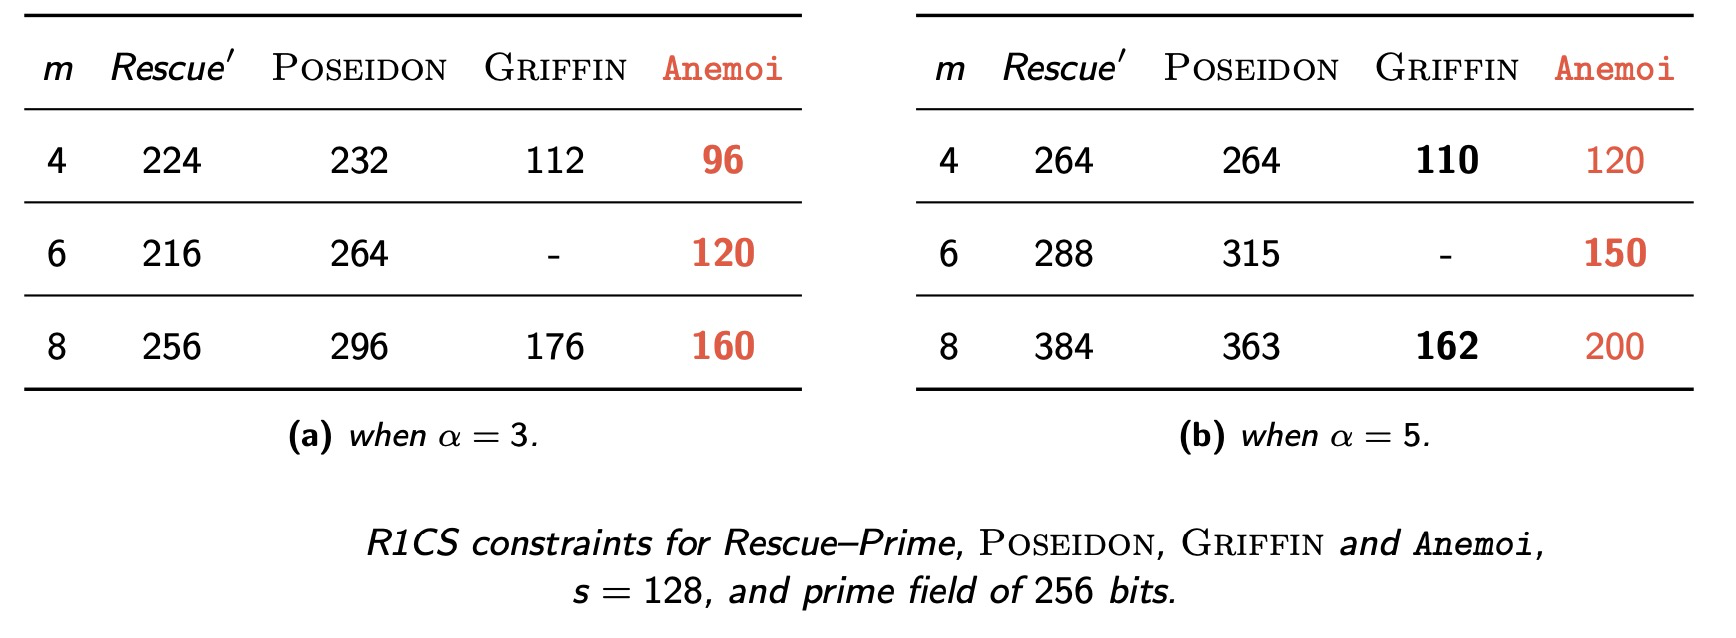 m Rescue′ POSEIDON GRIFFIN Anemoi
4 224 232 112 96
6 216 264 - 120
8 256 296 176 160
(a) when α = 3.
m Rescue′ POSEIDON GRIFFIN Anemoi
4 264 264 110 120
6 288 315 - 150
8 384 363 162 200
(b) when α = 5.
R1CS constraints for Rescue–Prime, POSEIDON, GRIFFIN and Anemoi,
s = 128, and prime field of 256 bits.